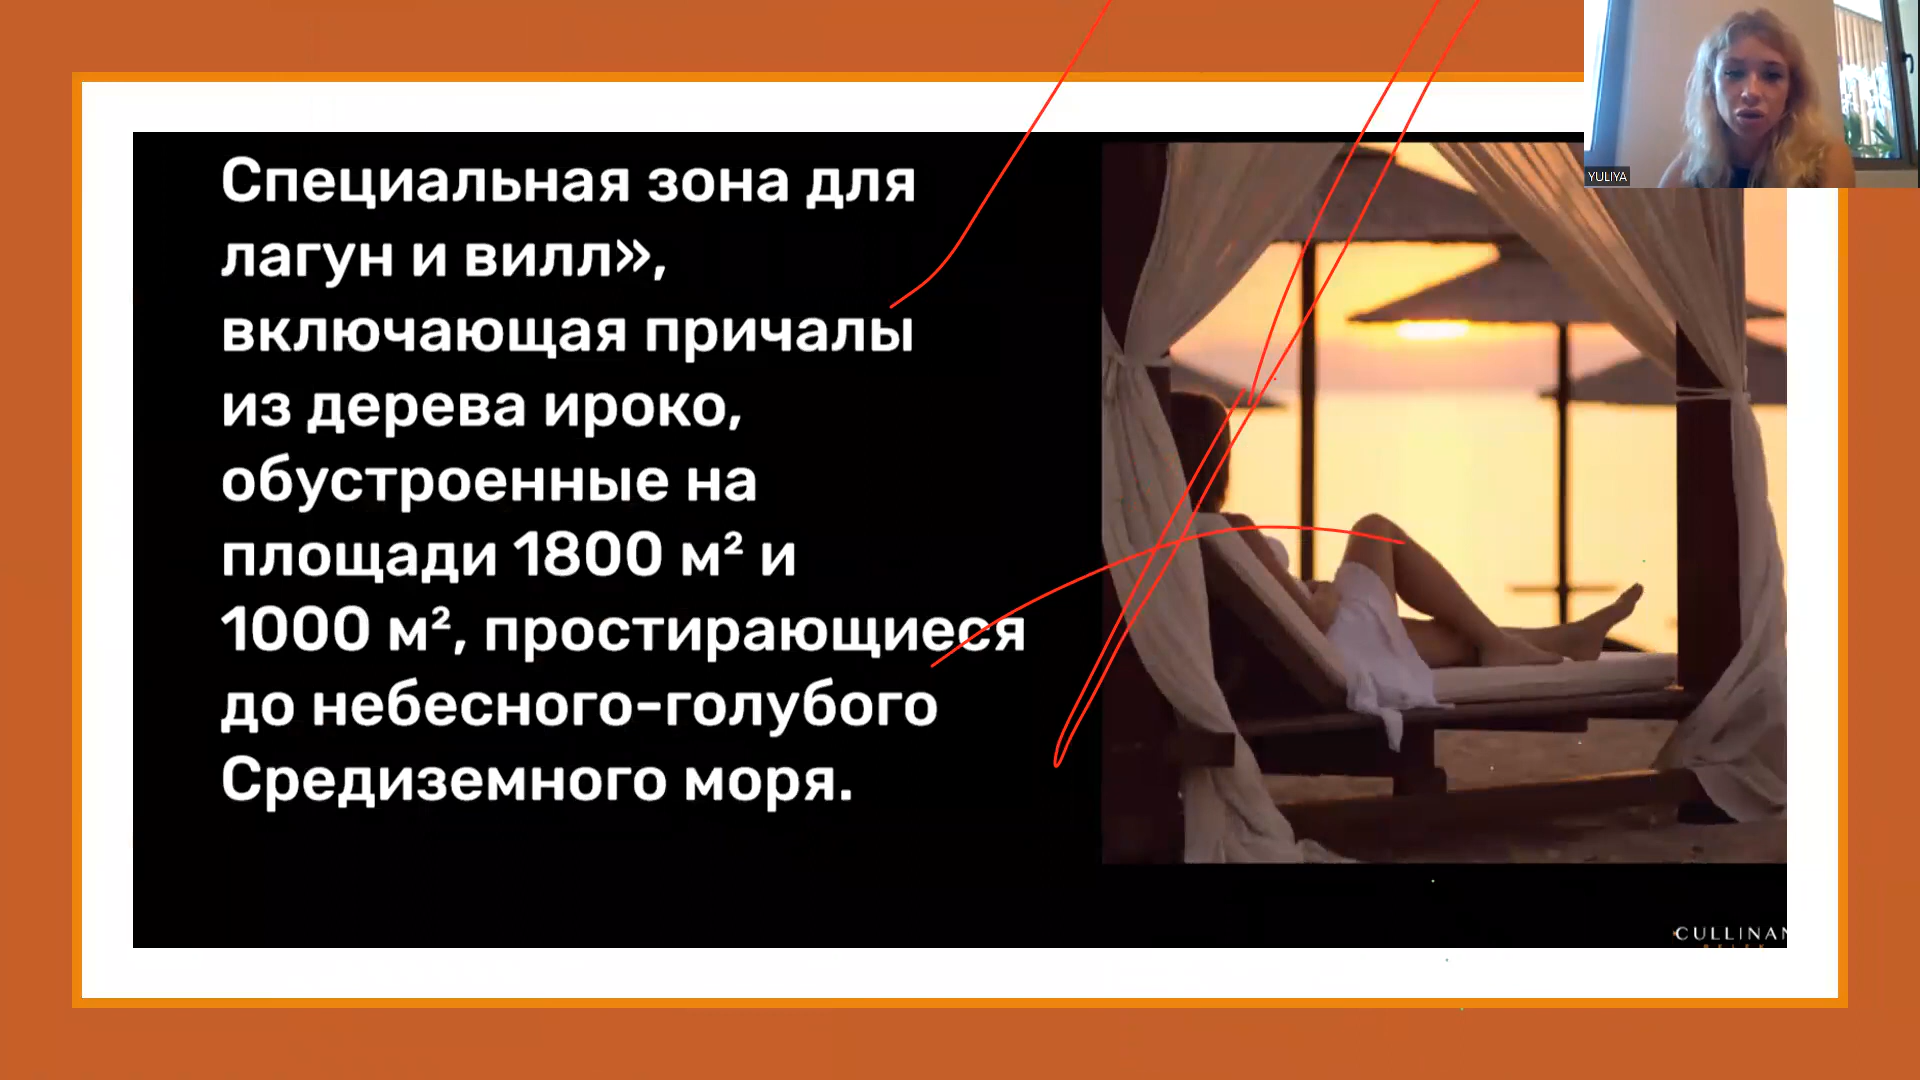 Специальная зона для
лагун и вилл»,
включающая причалы
из дерева ироко,
обустроенные на
площади 1800 м² и
1000 м², простирающиеся
до небесного-голубого
Средиземного моря.
YULIYA
CULLINAN